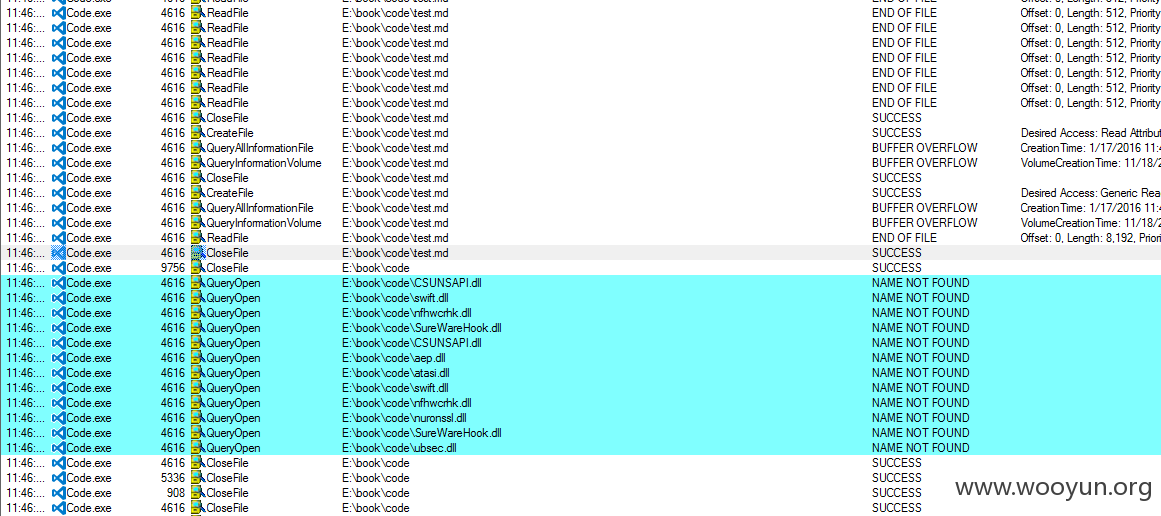 11:46:... Code.exe 4616 ReadFile E:\book\code\test.md END OF FILE Offset: 0, Length: 512, Priority
11:46:... Code.exe 4616 ReadFile E:\book\code\test.md END OF FILE Offset: 0, Length: 512, Priority
11:46:... Code.exe 4616 ReadFile E:\book\code\test.md END OF FILE Offset: 0, Length: 512, Priority
11:46:... Code.exe 4616 ReadFile E:\book\code\test.md END OF FILE Offset: 0, Length: 512, Priority
11:46:... Code.exe 4616 ReadFile E:\book\code\test.md END OF FILE Offset: 0, Length: 512, Priority
11:46:... Code.exe 4616 ReadFile E:\book\code\test.md END OF FILE Offset: 0, Length: 512, Priority
11:46:... Code.exe 4616 ReadFile E:\book\code\test.md END OF FILE Offset: 0, Length: 512, Priority
11:46:... Code.exe 4616 CloseFile E:\book\code\test.md SUCCESS
11:46:... Code.exe 4616 CreateFile E:\book\code\test.md SUCCESS Desired Access: Read Attribut
11:46:... Code.exe 4616 QueryAllInformationFile E:\book\code\test.md BUFFER OVERFLOW CreationTime: 1/17/2016 11:4
11:46:... Code.exe 4616 QueryInformationVolume E:\book\code\test.md BUFFER OVERFLOW VolumeCreationTime: 11/18/2
11:46:... Code.exe 4616 CloseFile E:\book\code\test.md SUCCESS
11:46:... Code.exe 4616 CreateFile E:\book\code\test.md SUCCESS Desired Access: Generic Rea
11:46:... Code.exe 4616 QueryAllInformationFile E:\book\code\test.md BUFFER OVERFLOW CreationTime: 1/17/2016 11:4
11:46:... Code.exe 4616 QueryInformationVolume E:\book\code\test.md BUFFER OVERFLOW VolumeCreationTime: 11/18/2
11:46:... Code.exe 4616 ReadFile E:\book\code\test.md END OF FILE Offset: 0, Length: 8,192, Priority
11:46:... Code.exe 4616 CloseFile E:\book\code\test.md SUCCESS
11:46:... Code.exe 9756 CloseFile E:\book\code SUCCESS
11:46:... Code.exe 4616 QueryOpen E:\book\code\CSUNSAPI.dll NAME NOT FOUND
11:46:... Code.exe 4616 QueryOpen E:\book\code\swift.dll NAME NOT FOUND
11:46:... Code.exe 4616 QueryOpen E:\book\code\nfhwcrhk.dll NAME NOT FOUND
11:46:... Code.exe 4616 QueryOpen E:\book\code\SureWareHook.dll NAME NOT FOUND
11:46:... Code.exe 4616 QueryOpen E:\book\code\CSUNSAPI.dll NAME NOT FOUND
11:46:... Code.exe 4616 QueryOpen E:\book\code\aep.dll NAME NOT FOUND
11:46:... Code.exe 4616 QueryOpen E:\book\code\atasi.dll NAME NOT FOUND
11:46:... Code.exe 4616 QueryOpen E:\book\code\swift.dll NAME NOT FOUND
11:46:... Code.exe 4616 QueryOpen E:\book\code\nfhwcrhk.dll NAME NOT FOUND
11:46:... Code.exe 4616 QueryOpen E:\book\code\nuronssl.dll NAME NOT FOUND
11:46:... Code.exe 4616 QueryOpen E:\book\code\SureWareHook.dll NAME NOT FOUND
11:46:... Code.exe 4616 QueryOpen E:\book\code\ubsec.dll NAME NOT FOUND
11:46:... Code.exe 4616 CloseFile E:\book\code SUCCESS
11:46:... Code.exe 5336 CloseFile E:\book\code SUCCESS
11:46:... Code.exe 908 CloseFile E:\book\code SUCCESS
11:46:... Code.exe 4616 CloseFile E:\book\code SUCCESS
www.wooyun.org